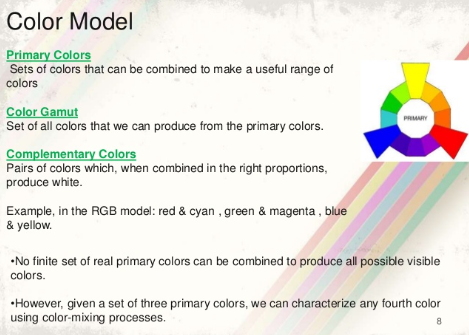 Color Model
Primary Colors
Sets of colors that can be combined to make a useful range of
colors
PRIMARY
Color Gamut
Set of all colors that we can produce from the primary colors.
Complementary Colors
Pairs of colors which, when combined in the right proportions,
produce white.
Example, in the RGB model: red & cyan , green & magenta , blue
& yellow.
•No finite set of real primary colors can be combined to produce all possible visible
colors.
•However, given a set of three primary colors, we can characterize any fourth color
using color-mixing processes.
8